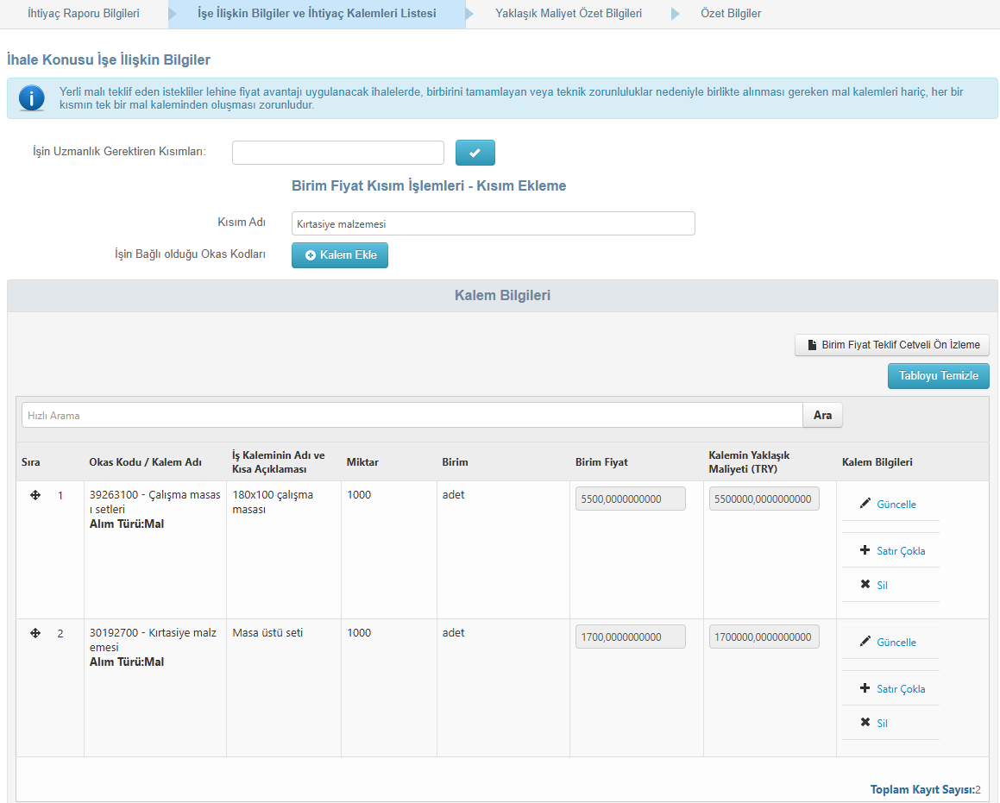 İhtiyaç Raporu Bilgileri
İşe İlişkin Bilgiler ve İhtiyaç Kalemleri Listesi
Yaklaşık Maliyet Özet Bilgileri
Özet Bilgiler
İhale Konusu İşe İlişkin Bilgiler
Yerli malı teklif eden istekliler lehine fiyat avantajı uygulanacak ihalelerde, birbirini tamamlayan veya teknik zorunluluklar nedeniyle birlikte alınması gereken mal kalemleri hariç, her bir
kısmın tek bir mal kaleminden oluşması zorunludur.
İşin Uzmanlık Gerektiren Kısımları:
Birim Fiyat Kısım İşlemleri - Kısım Ekleme
Kısım Adı
Kırtasiye malzemesi
İşin Bağlı olduğu Okas Kodları
Kalem Ekle
Kalem Bilgileri
Birim Fiyat Teklif Cetveli Ön İzleme
Tabloyu Temizle
Hızlı Arama
Ara
Sıra
Okas Kodu / Kalem Adı
İş Kaleminin Adı ve
Kısa Açıklaması
Miktar
Birim
Birim Fiyat
Kalemin Yaklaşık
Maliyeti (TRY)
Kalem Bilgileri
1
39263100 - Çalışma masas
ı setleri
Alım Türü:Mal
180x100 çalışma
masası
1000
adet
5500,0000000000
5500000,0000000000
Güncelle
Satır Çokla
Sil
2
30192700 - Kırtasiye malz
emesi
Alım Türü:Mal
Masa üstü seti
1000
adet
1700,0000000000
1700000,0000000000
Güncelle
Satır Çokla
Sil
Toplam Kayıt Sayısı:2